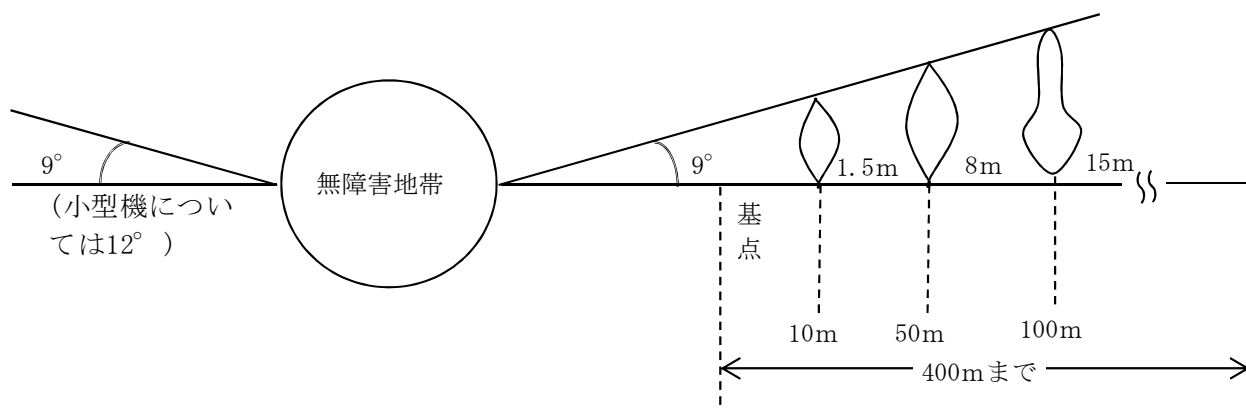 9°
(小型機につい
ては12° )
無障害地帯
9°
1.5m
8m
15m
基
点
10m
50m
100m
400mまで